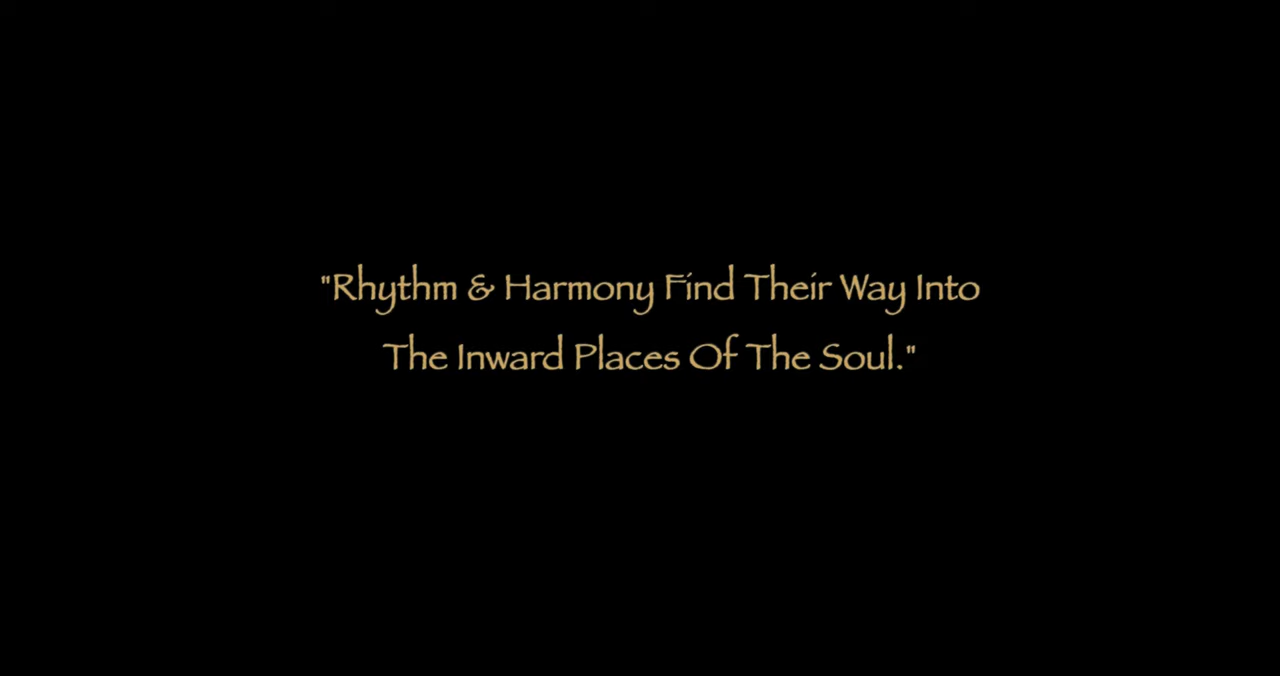 "Rhythm & Harmony Find Their Way Into
The Inward Places Of The Soul."